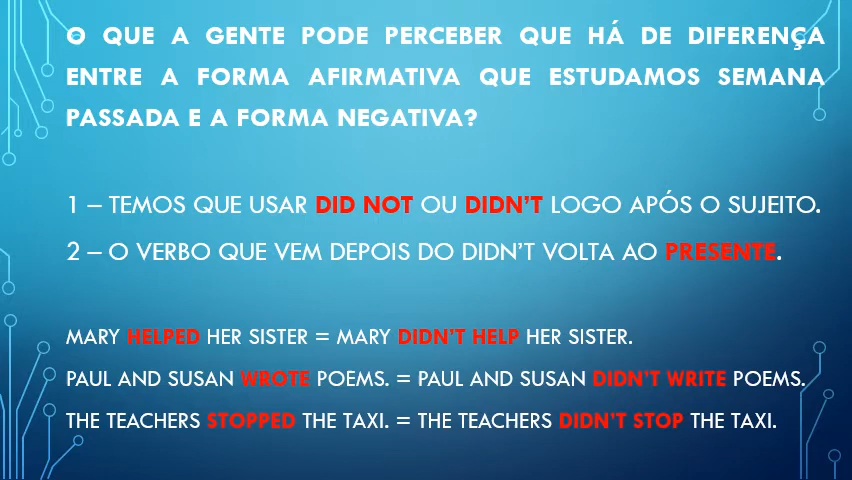 O QUE A GENTE PODE PERCEBER QUE HÁ DE DIFERENÇA
ENTRE A FORMA AFIRMATIVA QUE ESTUDAMOS SEMANA
PASSADA E A FORMA NEGATIVA?
1 – TEMOS QUE USAR DID NOT OU DIDN'T LOGO APÓS O SUJEITO.
2 – O VERBO QUE VEM DEPOIS DO DIDN'T VOLTA AO PRESENTE.
MARY HELPED HER SISTER = MARY DIDN'T HELP HER SISTER.
PAUL AND SUSAN WROTE POEMS. = PAUL AND SUSAN DIDN'T WRITE POEMS.
THE TEACHERS STOPPED THE TAXI. = THE TEACHERS DIDN'T STOP THE TAXI.